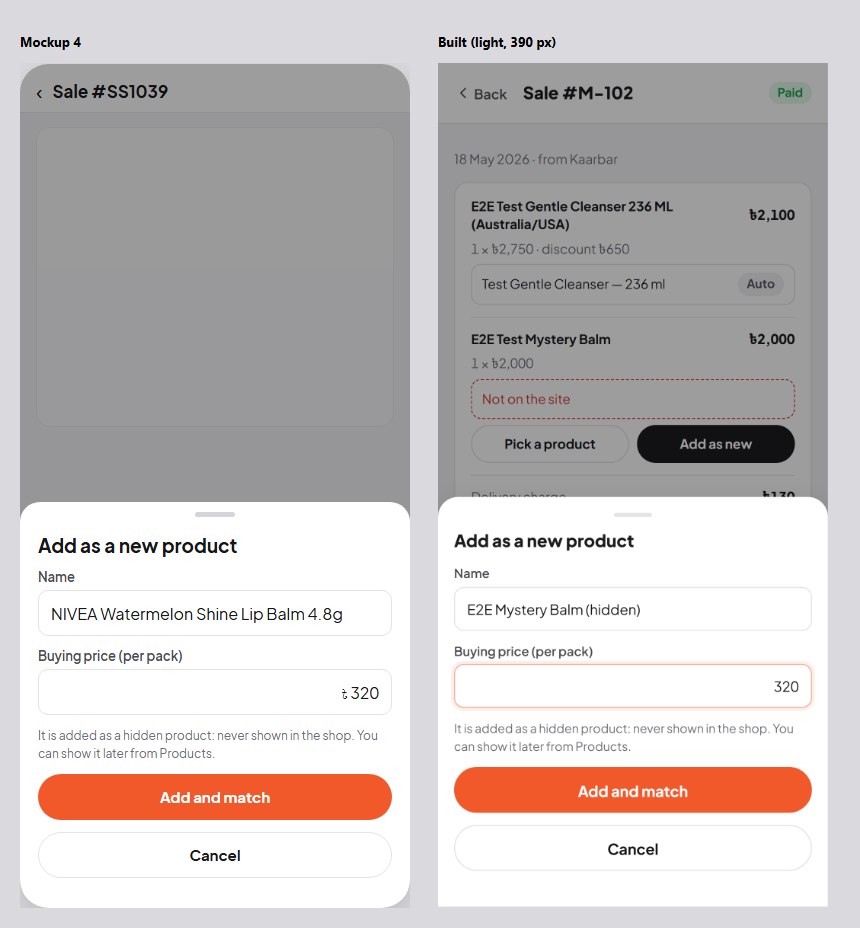 Mockup 4
‹ Sale #SS1039
Add as a new product
Name
NIVEA Watermelon Shine Lip Balm 4.8g
Buying price (per pack)
৳ 320
It is added as a hidden product: never shown in the shop. You
can show it later from Products.
Add and match
Cancel
Built (light, 390 px)
Back Sale #M-102 Paid
18 May 2026 · from Kaarbar
E2E Test Gentle Cleanser 236 ML
(Australia/USA)
৳2,100
1 × ৳2,750 · discount ৳650
Test Gentle Cleanser — 236 ml Auto
E2E Test Mystery Balm ৳2,000
1 × ৳2,000
Not on the site
Pick a product Add as new
Delivery charge ৳130
Add as a new product
Name
E2E Mystery Balm (hidden)
Buying price (per pack)
320
It is added as a hidden product: never shown in the shop. You
can show it later from Products.
Add and match
Cancel